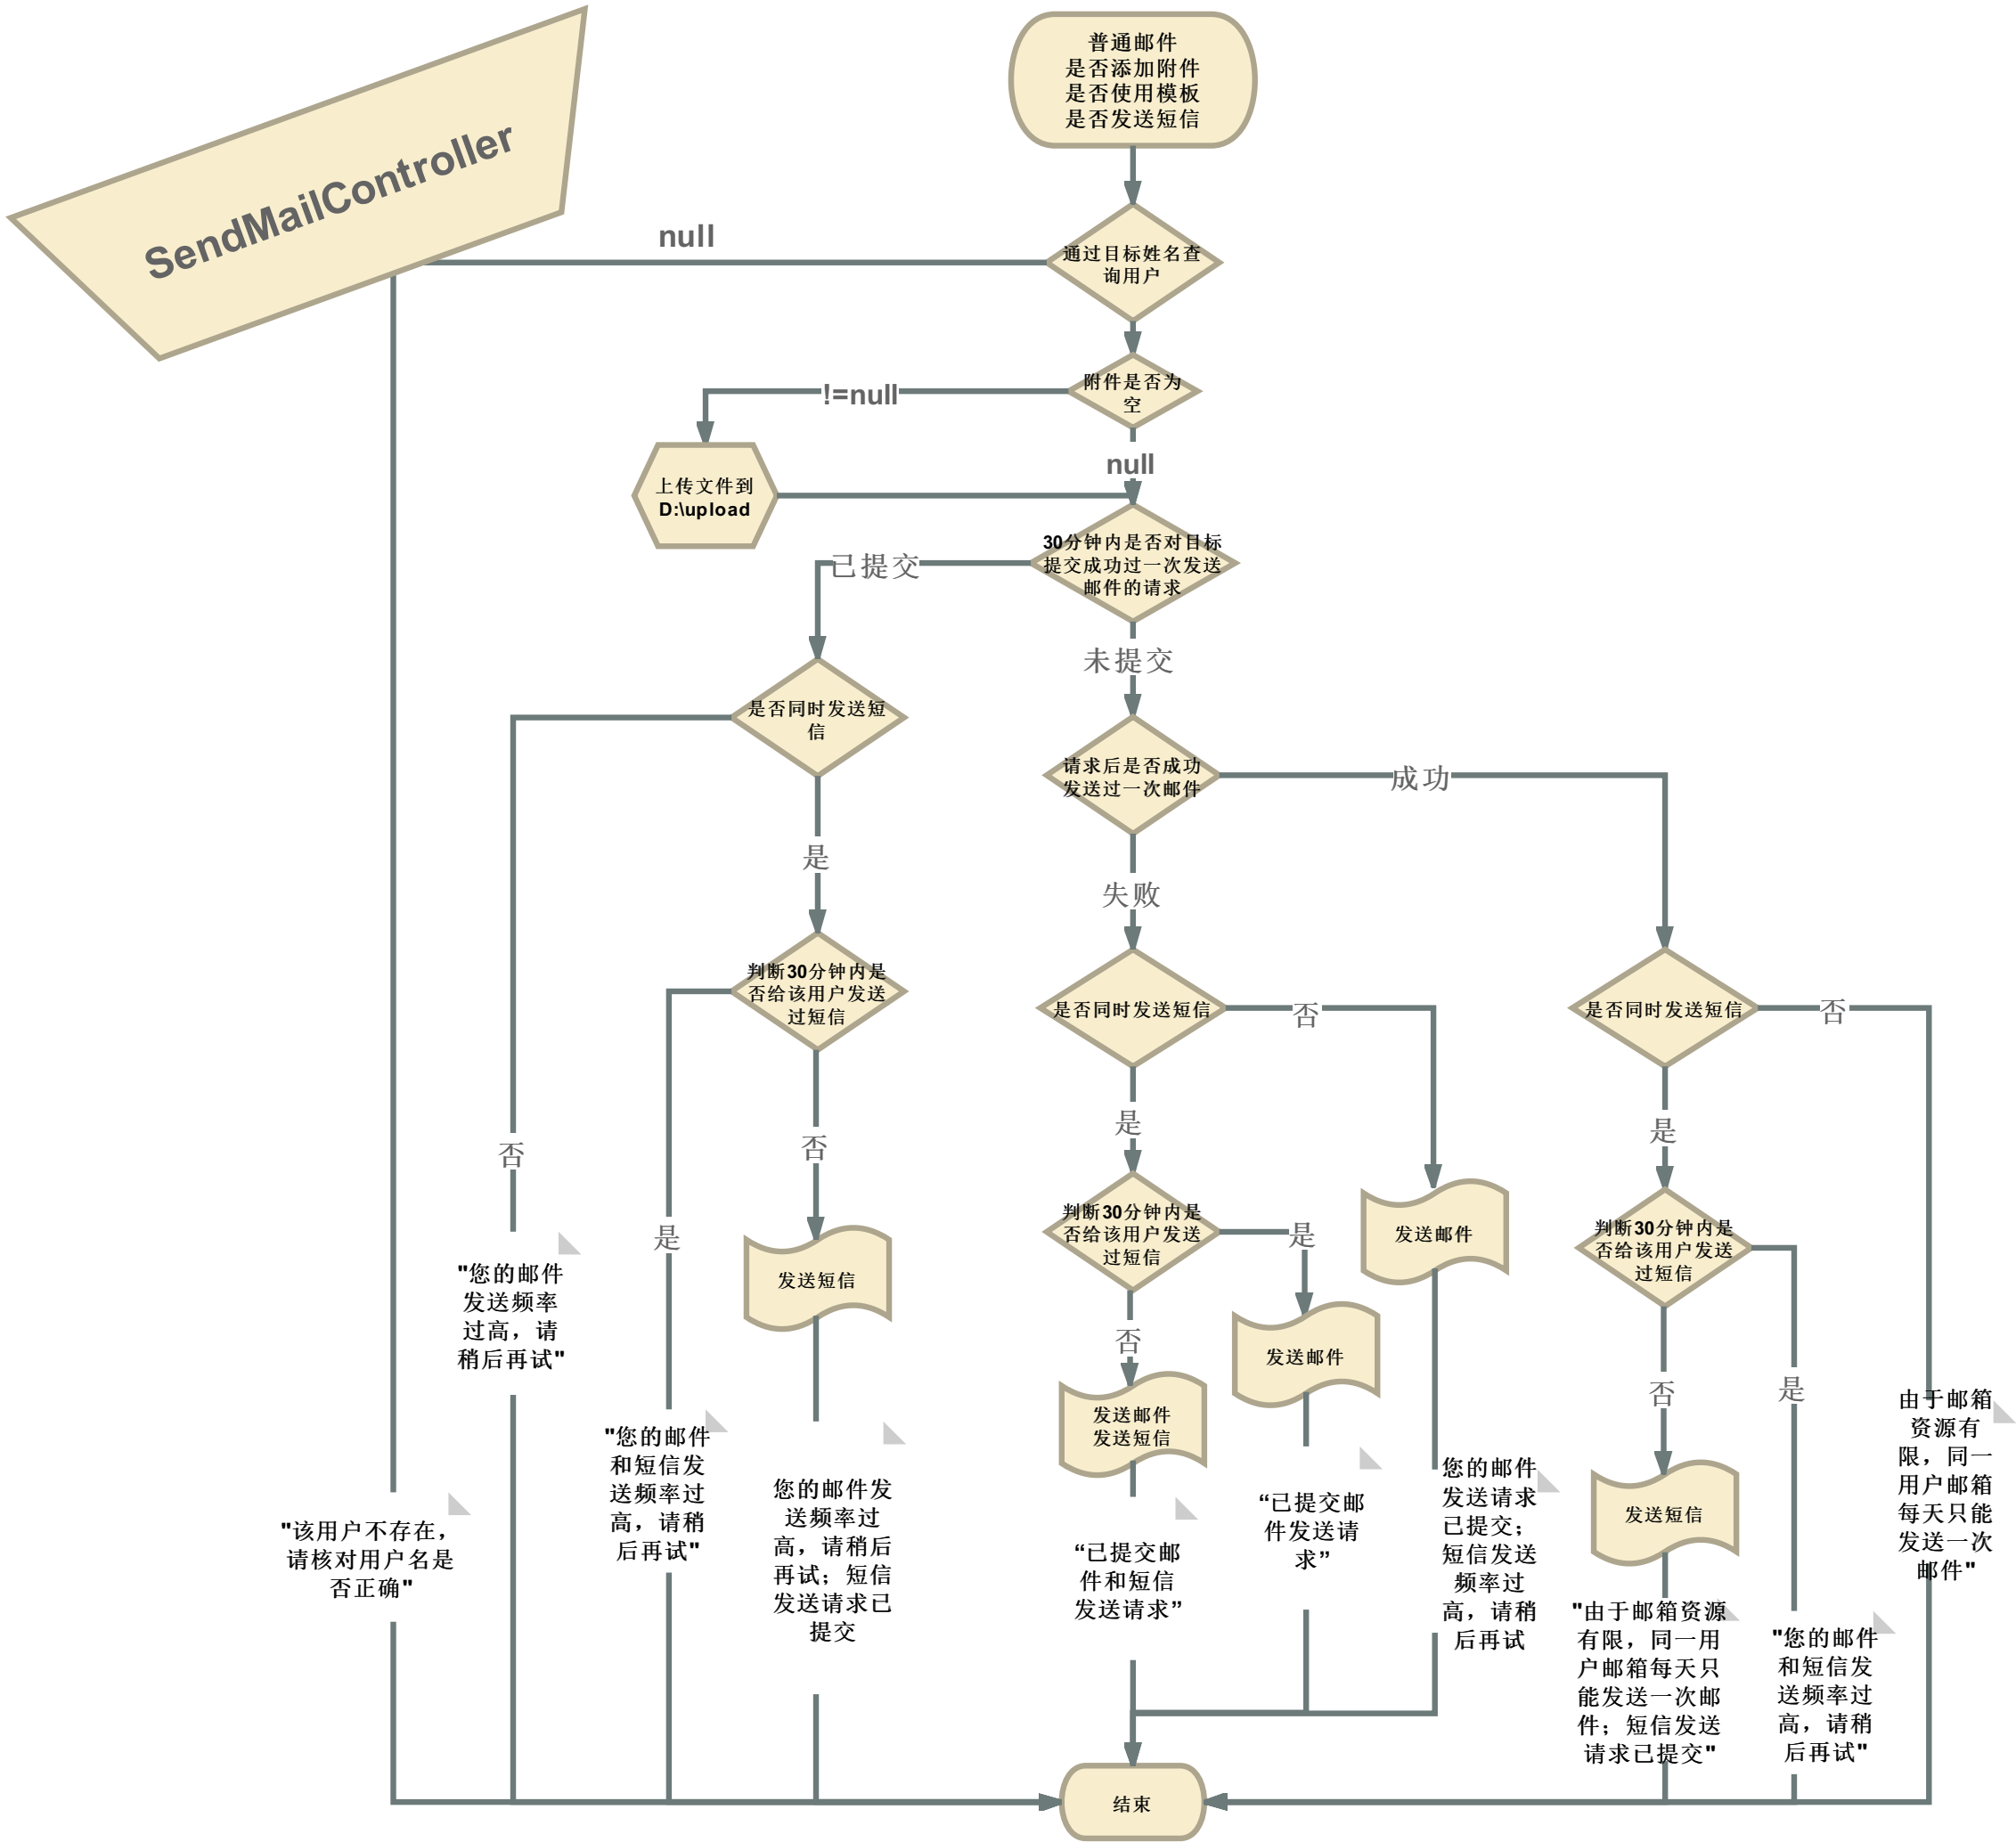 普通邮件
是否添加附件
是否使用模板
是否发送短信
SendMailController
null
通过目标姓名查
询用户
!=null
附件是否为
空
null
上传文件到
D:\upload
30分钟内是否对目标
提交成功过一次发送
邮件的请求
已提交
未提交
是否同时发送短
信
请求后是否成功
发送过一次邮件
成功
是
失败
判断30分钟内是
否给该用户发送
过短信
是否同时发送短信
否
是否同时发送短信
否
是
是
否
否
是
判断30分钟内是
否给该用户发送
过短信
是
发送邮件
判断30分钟内是
否给该用户发送
过短信
"您的邮件
发送频率
过高，请
稍后再试"
发送短信
否
发送邮件
否
是
发送邮件
发送短信
由于邮箱
资源有
限，同一
用户邮箱
每天只能
发送一次
邮件"
"您的邮件
和短信发
送频率过
高，请稍
后再试"
您的邮件发
送频率过
高，请稍后
再试；短信
发送请求已
提交
"该用户不存在，
请核对用户名是
否正确"
“已提交邮
件和短信
发送请求”
“已提交邮
件发送请
求”
您的邮件
发送请求
已提交；
短信发送
频率过
高，请稍
后再试
发送短信
"由于邮箱资源
有限，同一用
户邮箱每天只
能发送一次邮
件；短信发送
请求已提交"
"您的邮件
和短信发
送频率过
高，请稍
后再试"
结束